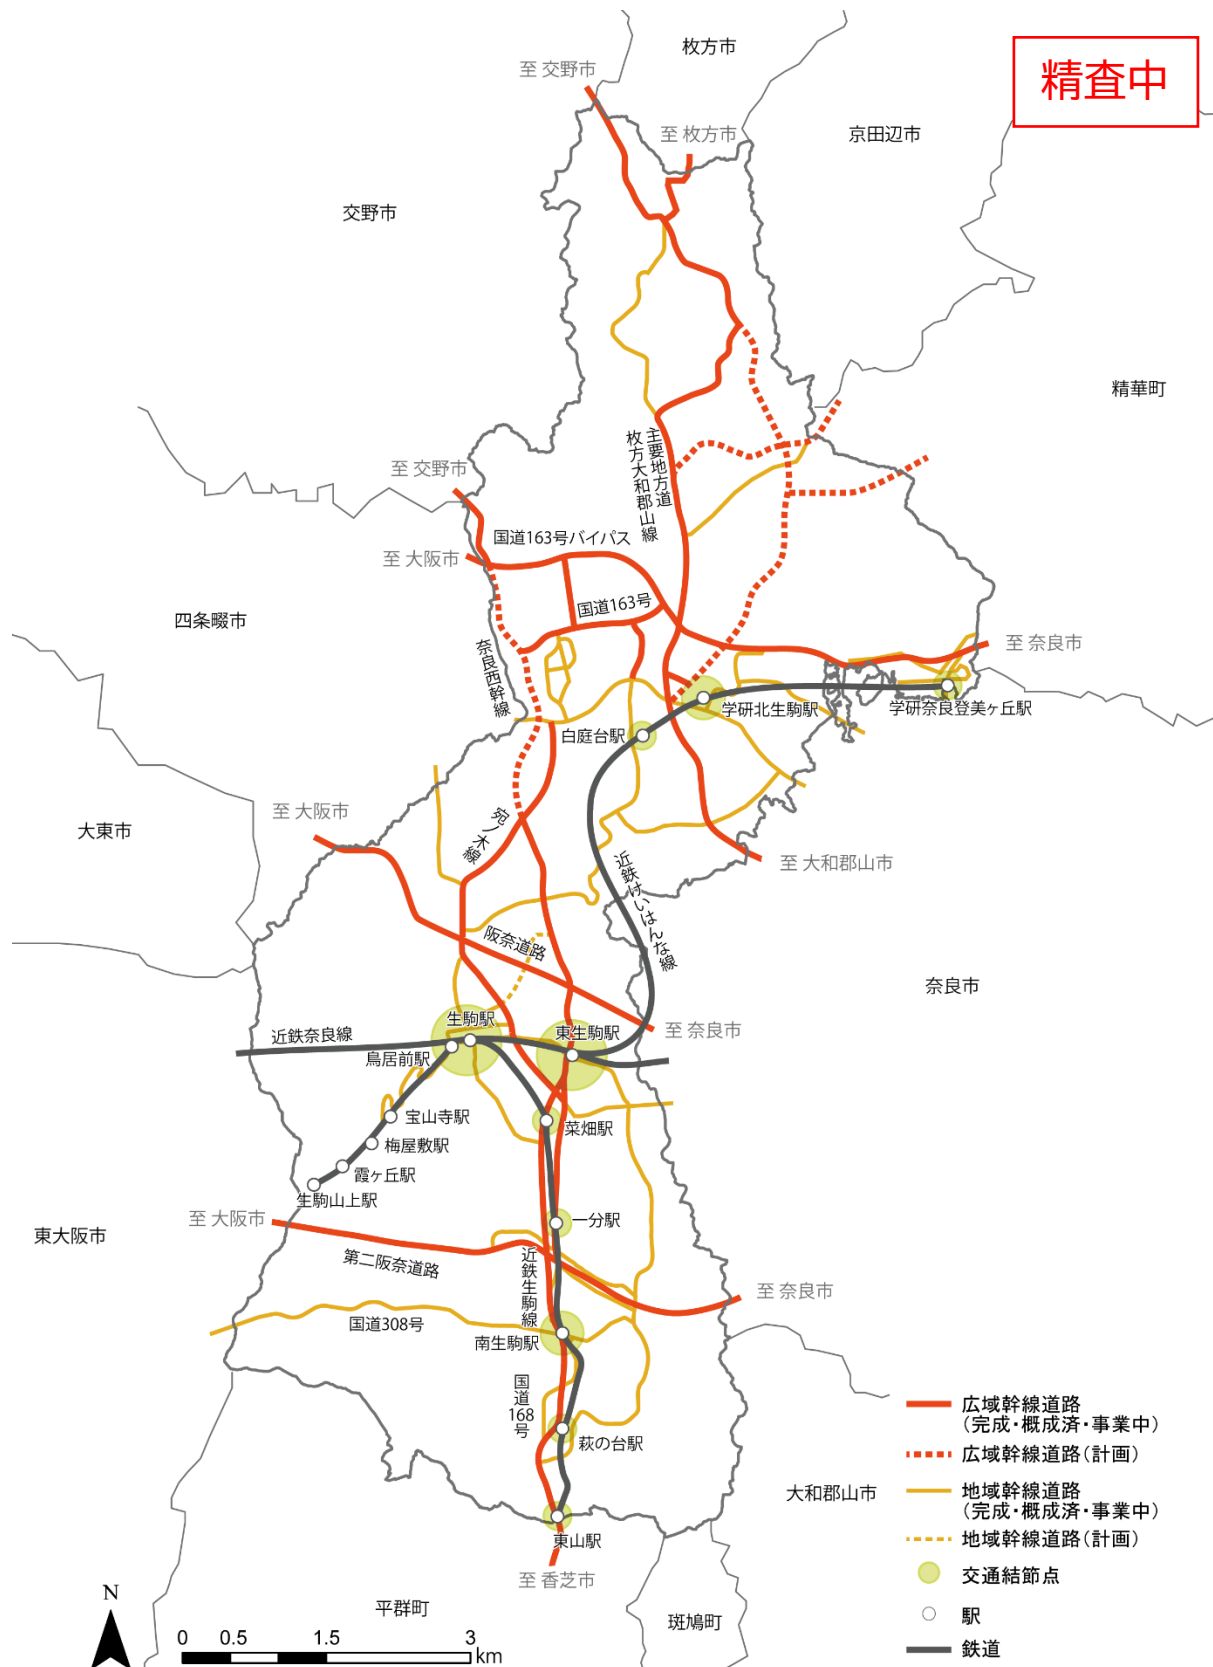 精査中
枚方市
至 交野市
至 枚方市
京田辺市
交野市
精華町
主要地方道
枚方大和郡山線
至 交野市
国道163号バイパス
至 大阪市
国道163号
四条畷市
奈良西幹線
至 奈良市
学研北生駒駅
学研奈良登美ヶ丘駅
白庭台駅
至 大阪市
大東市
宛ノ木線
至 大和郡山市
近鉄けいはんな線
阪奈道路
奈良市
生駒駅
東生駒駅
至 奈良市
近鉄奈良線
鳥居前駅
宝山寺駅
菜畑駅
梅屋敷駅
霞ヶ丘駅
生駒山上駅
至 大阪市
一分駅
東大阪市
第二阪奈道路
近鉄生駒線
至 奈良市
国道308号
南生駒駅
国道168号
萩の台駅
大和郡山市
東山駅
至 香芝市
平群町
斑鳩町
広域幹線道路
(完成・概成済・事業中)
広域幹線道路(計画)
地域幹線道路
(完成・概成済・事業中)
地域幹線道路(計画)
交通結節点
駅
鉄道
N
0 0.5 1.5 3
km